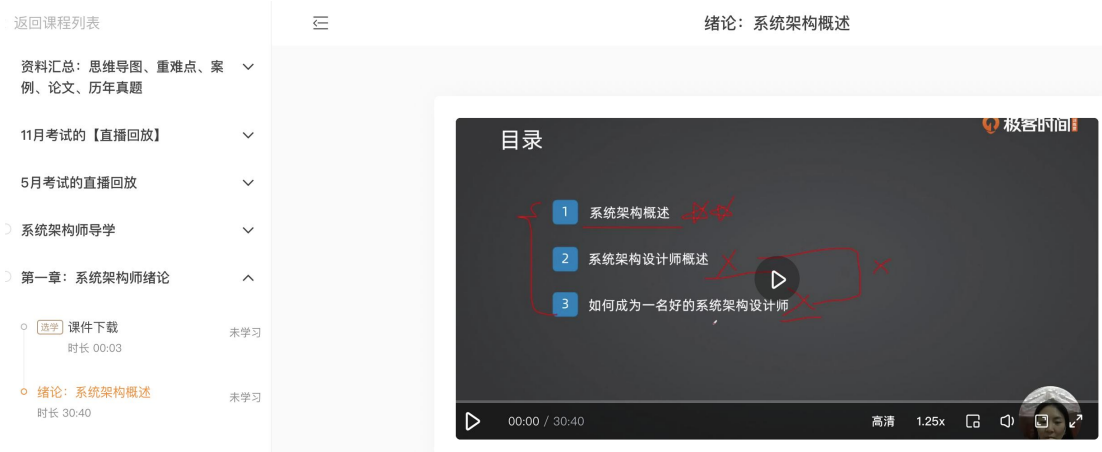 返回课程列表
绪论：系统架构概述
资料汇总：思维导图、重难点、案
例、论文、历年真题
11月考试的【直播回放】
5月考试的直播回放
系统架构师导学
第一章：系统架构师绪论
选学 课件下载
未学习
时长 00:03
绪论：系统架构概述
未学习
时长 30:40
目录
极客时间
1 系统架构概述
2 系统架构设计师概述
3 如何成为一名好的系统架构设计师
00:00 / 30:40
高清 1.25x